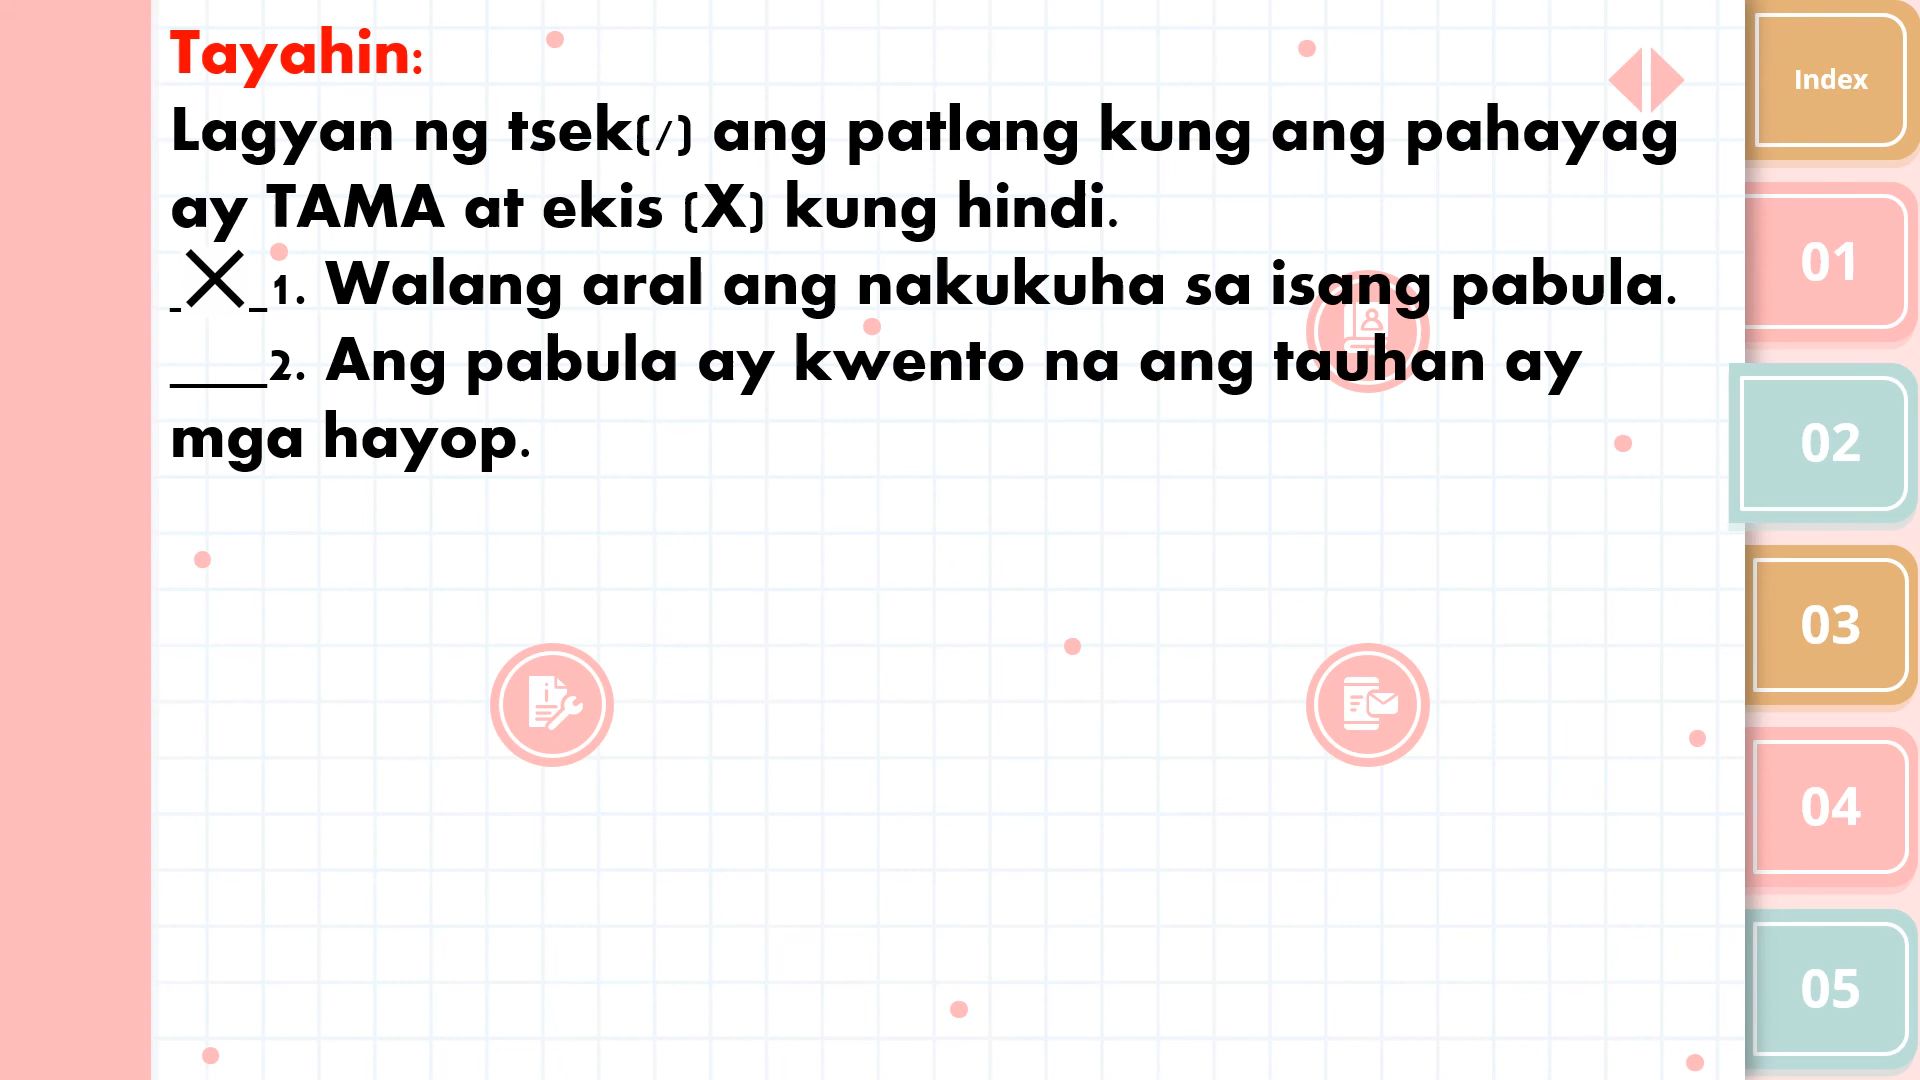 Tayahin:
Lagyan ng tsek(/) ang patlang kung ang pahayag
ay TAMA at ekis (X) kung hindi.
_X_1. Walang aral ang nakukuha sa isang pabula.
____2. Ang pabula ay kwento na ang tauhan ay
mga hayop.
Index
01
02
03
04
05